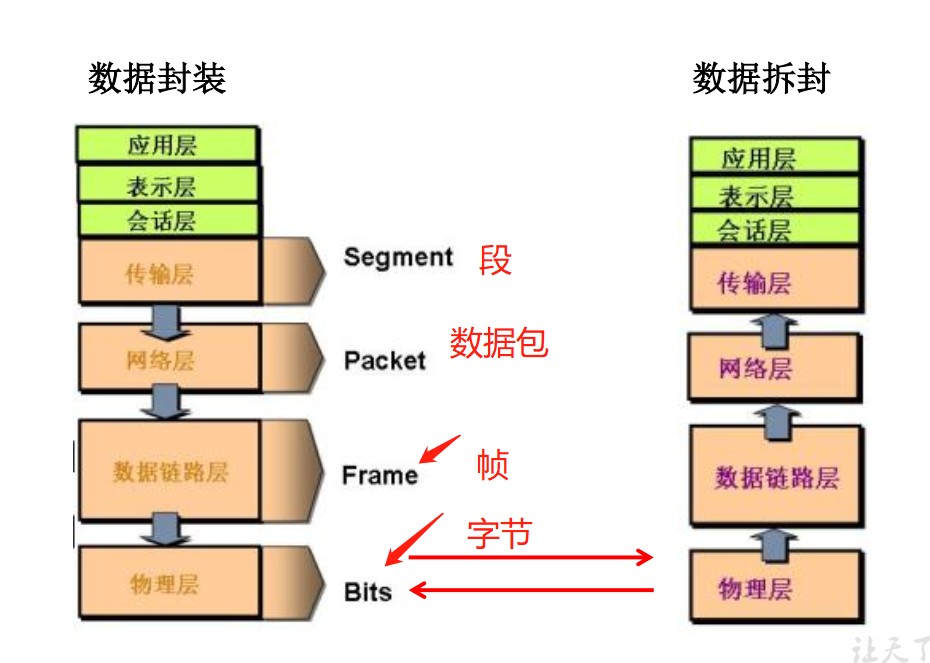 数据封装
应用层
表示层
会话层
传输层
Segment 段
网络层
Packet 数据包
数据链路层
Frame 帧
字节
物理层
Bits
数据拆封
应用层
表示层
会话层
传输层
网络层
数据链路层
物理层
让天了